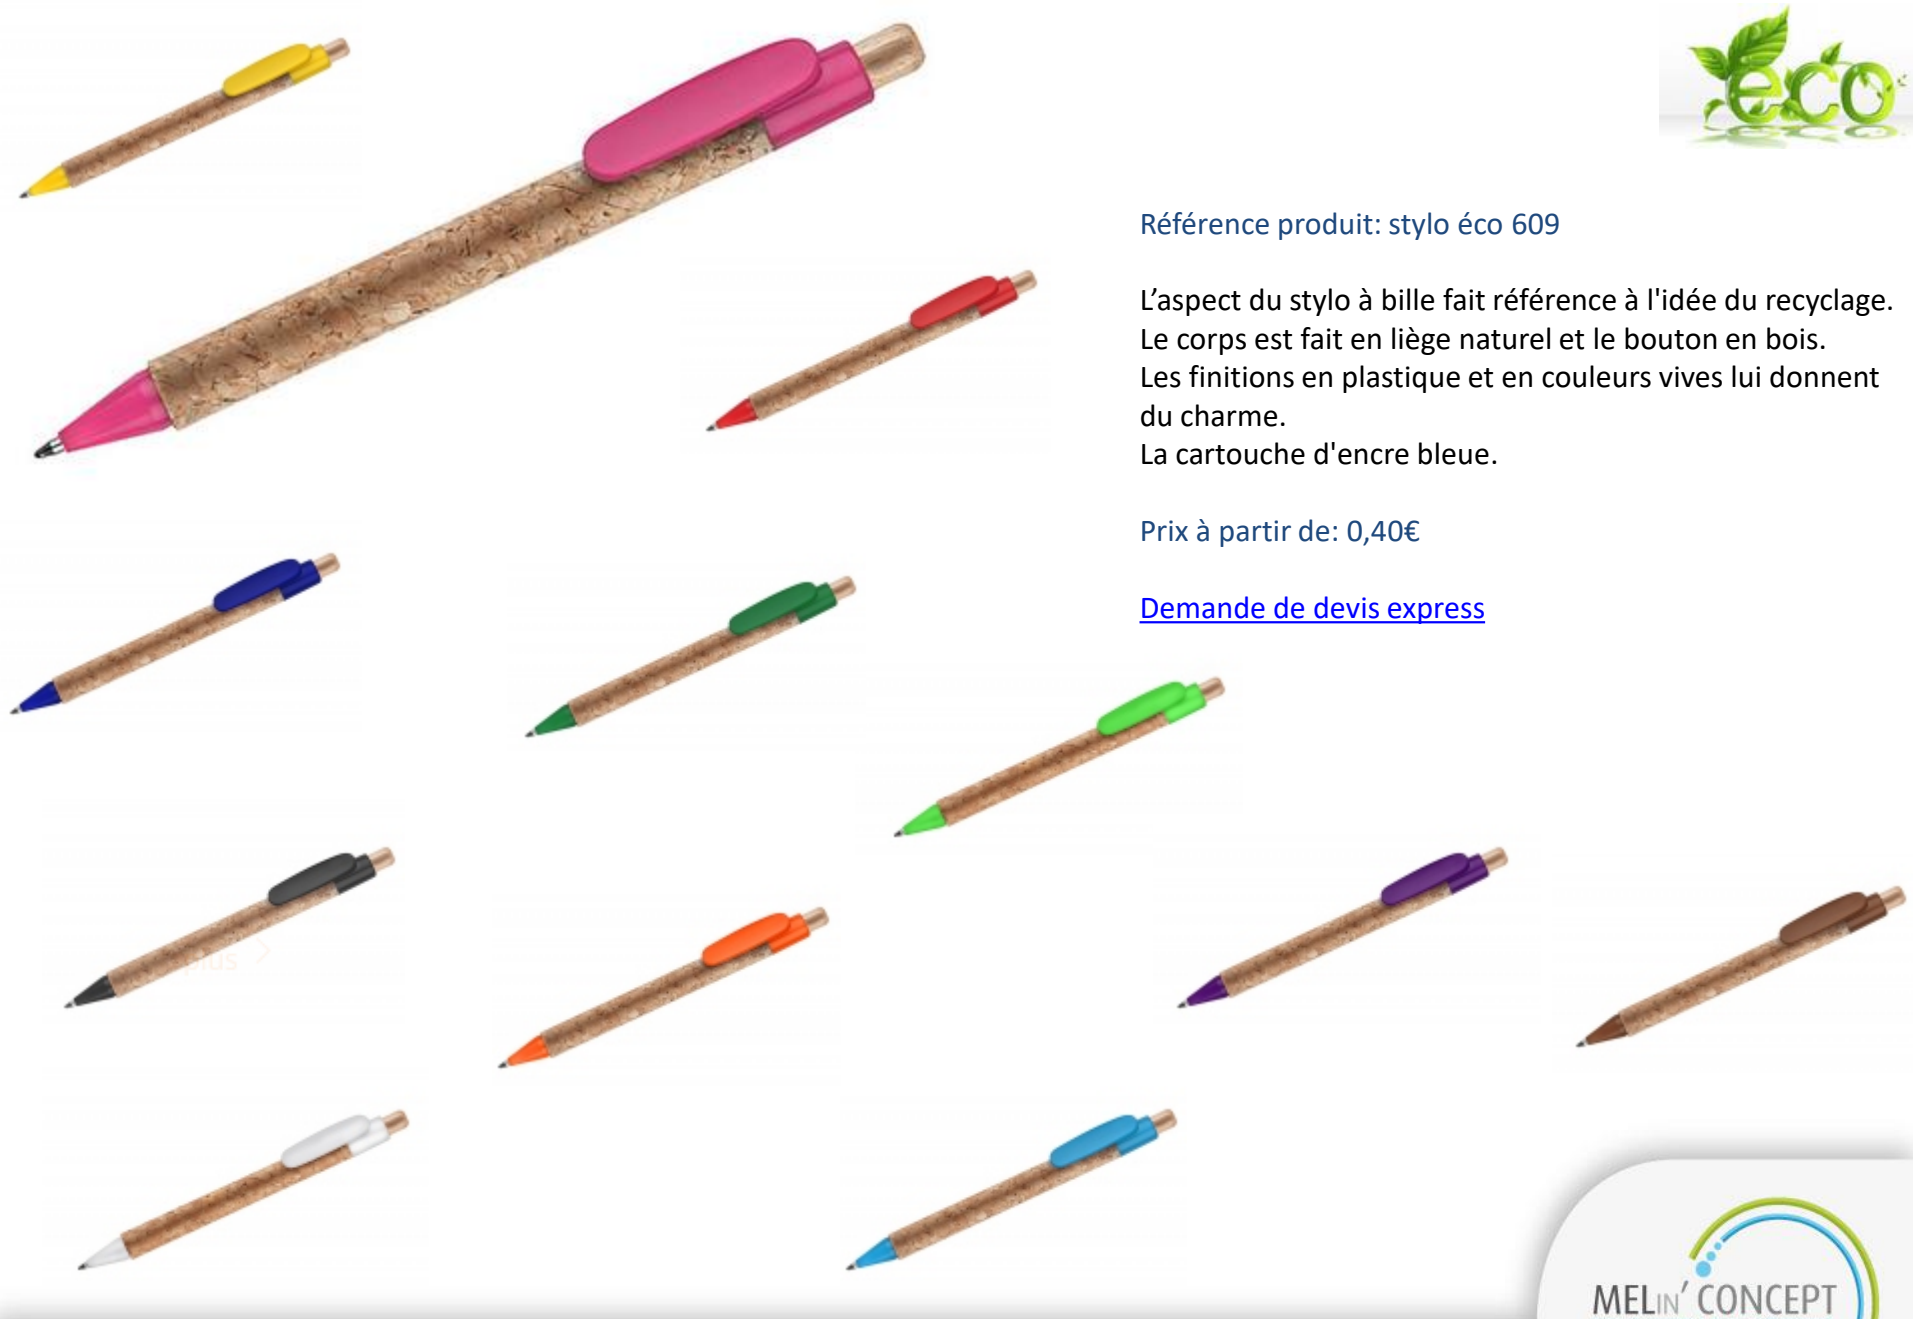 eco
Référence produit: stylo éco 609
L’aspect du stylo à bille fait référence à l'idée du recyclage.
Le corps est fait en liège naturel et le bouton en bois.
Les finitions en plastique et en couleurs vives lui donnent
du charme.
La cartouche d'encre bleue.
Prix à partir de: 0,40€
Demande de devis express
plus
MELIN' CONCEPT